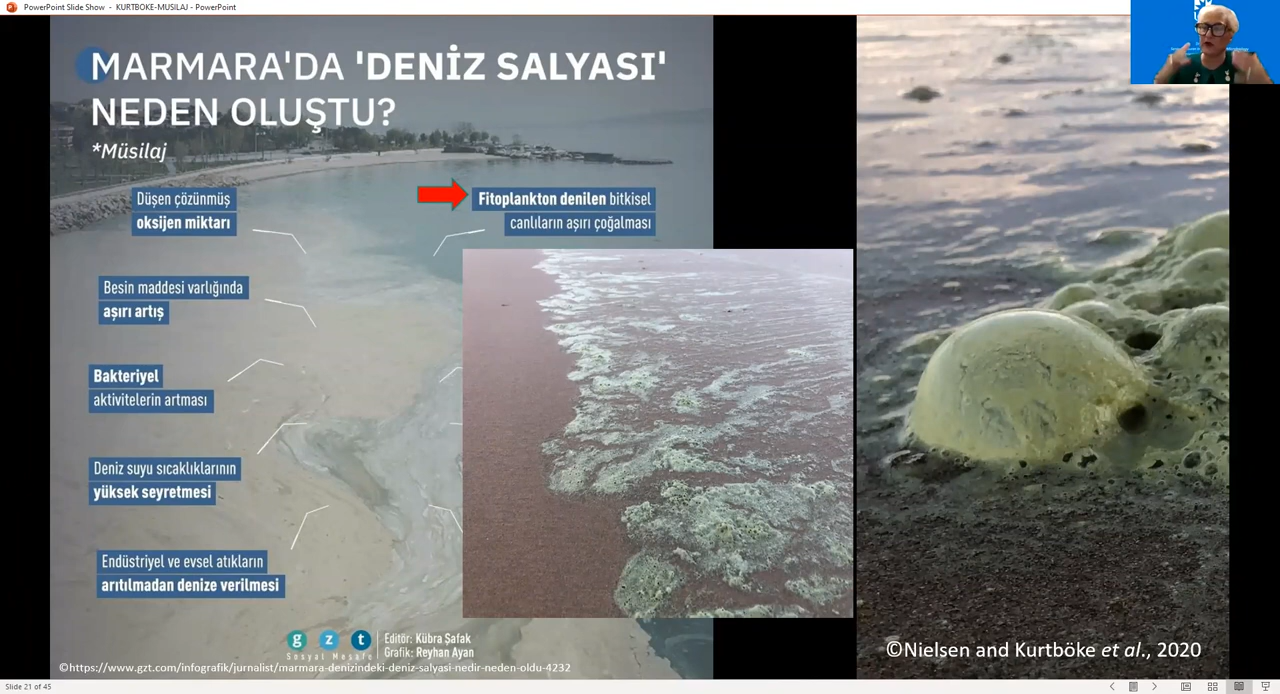 PowerPoint Slide Show - KURTBOKE-MUSILAJ - PowerPoint
MARMARA'DA 'DENİZ SALYASI'
NEDEN OLUŞTU?
*Müsilaj
Düşen çözünmüş
oksijen miktarı
Fitoplankton denilen bitkisel
canlıların aşırı çoğalması
Besin maddesi varlığında
aşırı artış
Bakteriyel
aktivitelerin artması
Deniz suyu sıcaklıklarının
yüksek seyretmesi
Endüstriyel ve evsel atıkların
arıtılmadan denize verilmesi
g z t
Sosyal Mesafe
Editör: Kübra Şafak
Grafik: Reyhan Ayan
©https://www.gzt.com/infografik/jurnalist/marmara-denizindeki-deniz-salyasi-nedir-neden-oldu-4232
©Nielsen and Kurtböke et al., 2020
Slide 21 of 45